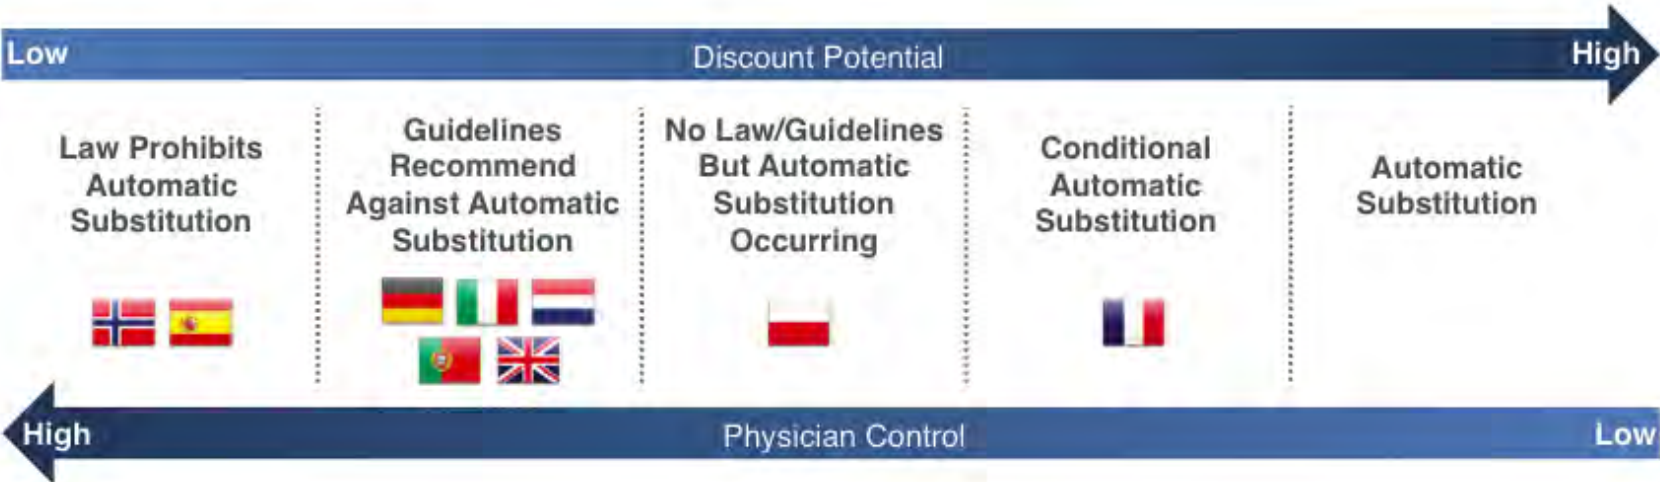 Low Discount Potential High
Law Prohibits
Automatic
Substitution
Guidelines
Recommend
Against Automatic
Substitution
No Law/Guidelines
But Automatic
Substitution
Occurring
Conditional
Automatic
Substitution
Automatic
Substitution
High Physician Control Low